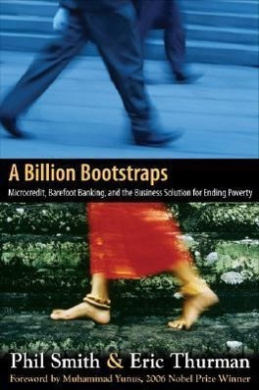 A Billion Bootstraps
Microcredit, Barefoot Banking, and the Business Solution for Ending Poverty
Phil Smith & Eric Thurman
Foreword by Muhammad Yunus, 2006 Nobel Prize Winner